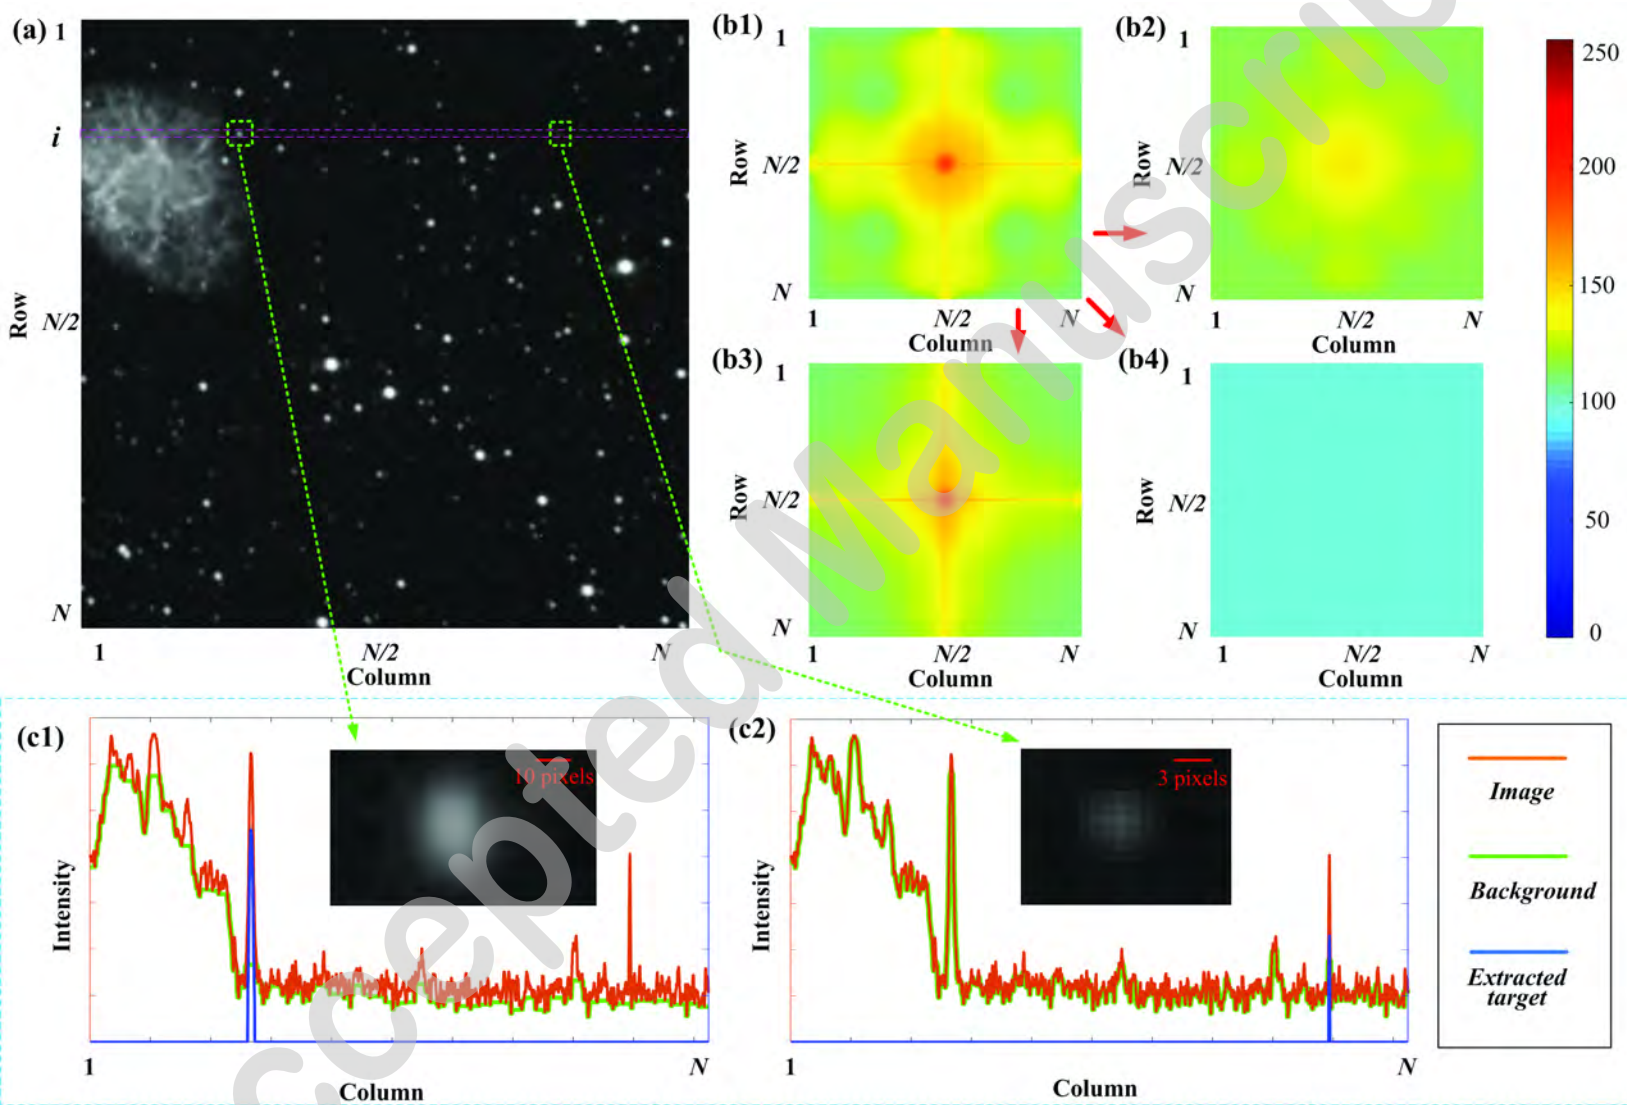 (a) 1
i
N/2
N
Row
1 N/2 N
Column
(b1) 1
N/2
N
Row
1 N/2 N
Column
(b2) 1
N/2
N
Row
1 N/2 N
Column
250
200
150
100
50
0
(b3) 1
N/2
N
Row
1 N/2 N
Column
(b4) 1
N/2
N
Row
1 N/2 N
Column
(c1)
10 pixels
Intensity
1 N
Column
(c2)
3 pixels
Intensity
1 N
Column
Image
Background
Extracted
target
ccepted Manuscrip